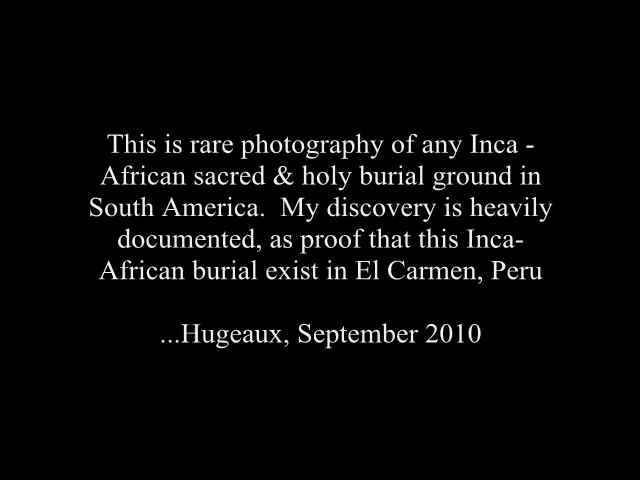 This is rare photography of any Inca -
African sacred & holy burial ground in
South America.  My discovery is heavily
documented, as proof that this Inca-
African burial exist in El Carmen, Peru
...Hugeaux, September 2010